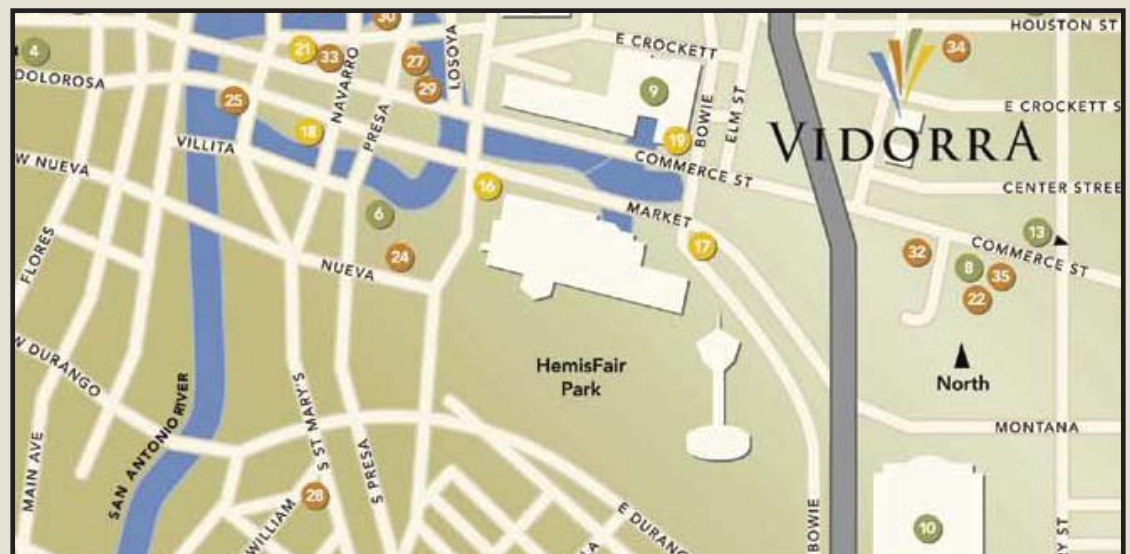 30
HOUSTON ST
4
21
33
27
29
34
E CROCKETT
NAVARRO
LOSOYA
DOLOROSA
25
9
E CROCKETT S
PRESA
BOWIE
ELM ST
18
19
VIDORRA
VILLITA
COMMERCE ST
W NUEVA
16
CENTER STREE
6
MARKET
13
17
COMMERCE ST
FLORES
24
NUEVA
32
8
35
22
W DURANGO
HemisFair
Park
North
SAN ANTONIO RIVER
S ST MARY'S
MONTANA
MAIN AVE
S PRESA
28
WILLIAM
E DURANG
BOWIE
10
Y ST
LA